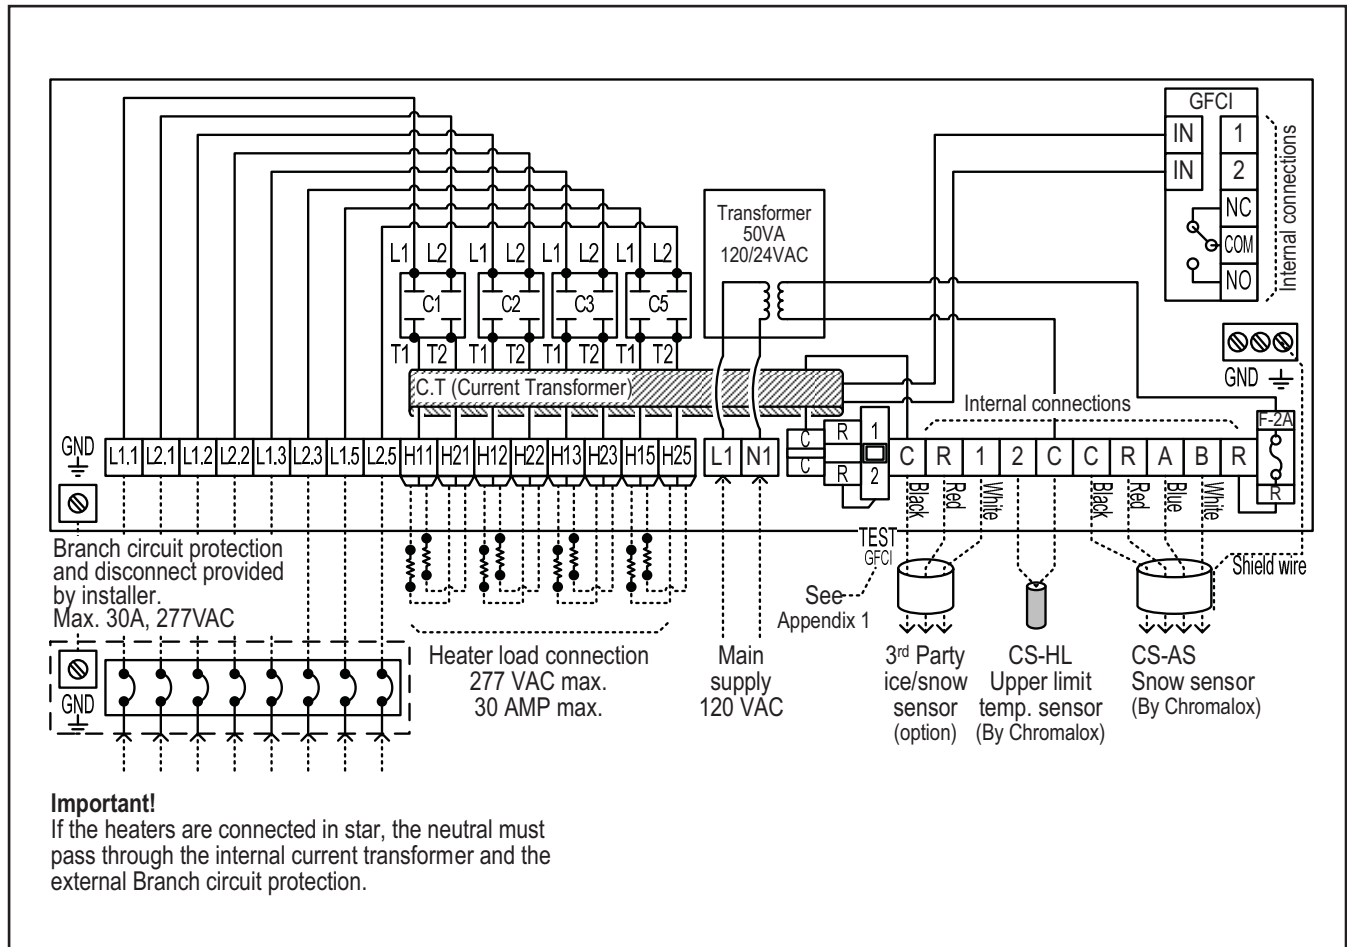 GFCI
IN 1
IN 2
NC
COM
NO
Internal connections
Transformer
50VA
120/24VAC
L1 L2 L1 L2 L1 L2 L1 L2
C1 C2 C3 C5
T1 T2 T1 T2 T1 T2 T1 T2
C.T (Current Transformer)
GND
Internal connections
F-2A
R
GND
L1,1 L2,1 L1,2 L2,2 L1,3 L2,3 L1,5 L2,5 H11 H21 H12 H22 H13 H23 H15 H25 L1 N1
C R 1
C R 2
C R 1 2 C C R A B R
Black Red White Black Red Blue White
TEST
GFCI
Shield wire
Branch circuit protection
and disconnect provided
by installer.
Max. 30A, 277VAC
GND
Heater load connection
277 VAC max.
30 AMP max.
Main
supply
120 VAC
See
Appendix 1
3rd Party
ice/snow
sensor
(option)
CS-HL
Upper limit
temp. sensor
(By Chromalox)
CS-AS
Snow sensor
(By Chromalox)
Important!
If the heaters are connected in star, the neutral must
pass through the internal current transformer and the
external Branch circuit protection.